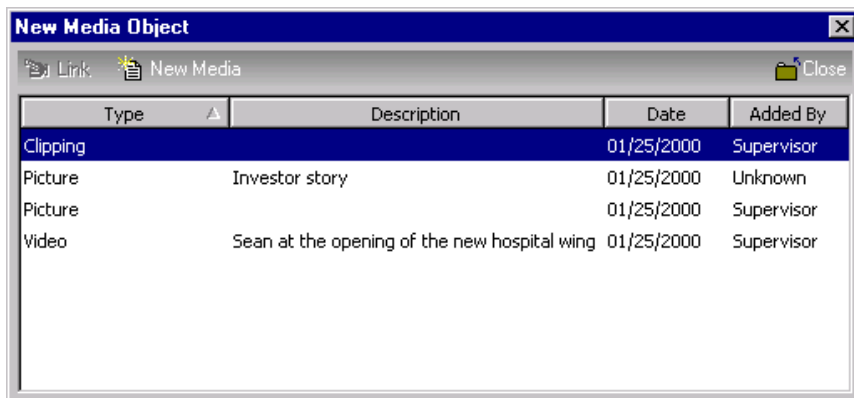 New Media Object
Link New Media Close
Type Description Date Added By
Clipping 01/25/2000 Supervisor
Picture Investor story 01/25/2000 Unknown
Picture 01/25/2000 Supervisor
Video Sean at the opening of the new hospital wing 01/25/2000 Supervisor